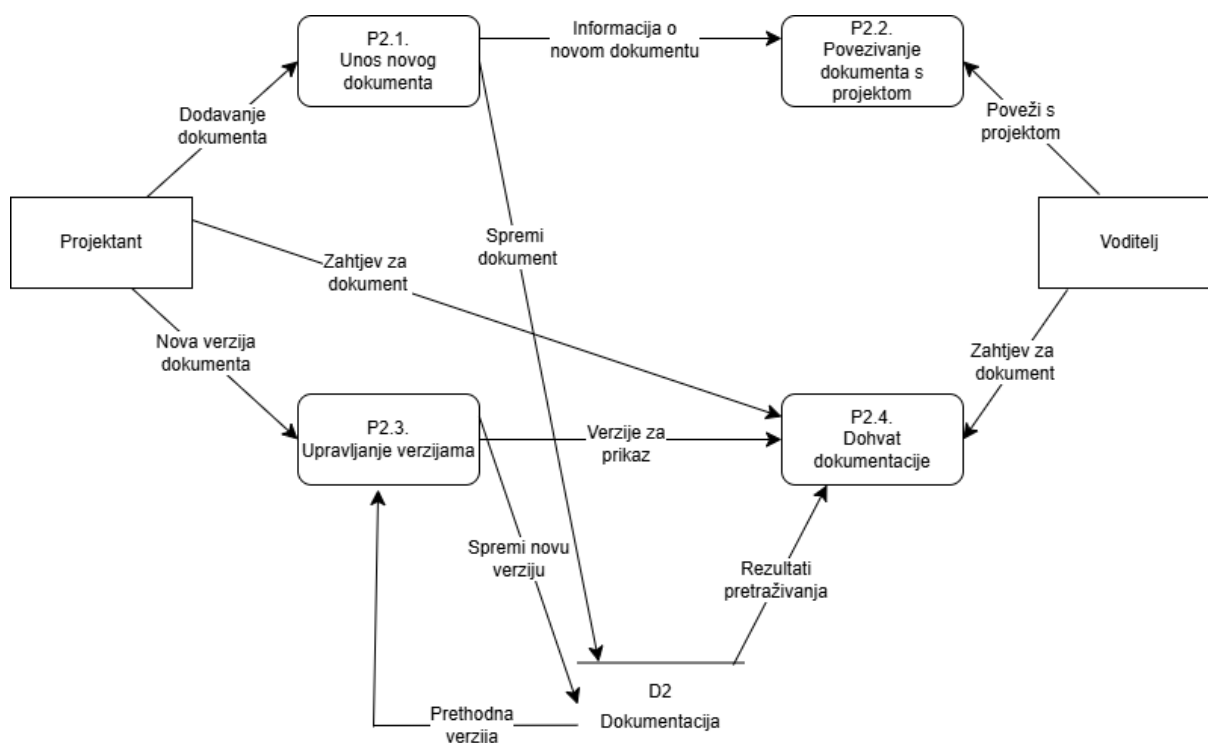 P2.1.
Unos novog
dokumenta
Informacija o
novom dokumentu
P2.2.
Povezivanje
dokumenta s
projektom
Dodavanje
dokumenta
Poveži s
projektom
Projektant
Voditelj
Spremi
dokument
Zahtjev za
dokument
Nova verzija
dokumenta
Zahtjev za
dokument
P2.3.
Upravljanje verzijama
Verzije za
prikaz
P2.4.
Dohvat
dokumentacije
Spremi novu
verziju
Rezultati
pretraživanja
D2
Dokumentacija
Prethodna
verzija